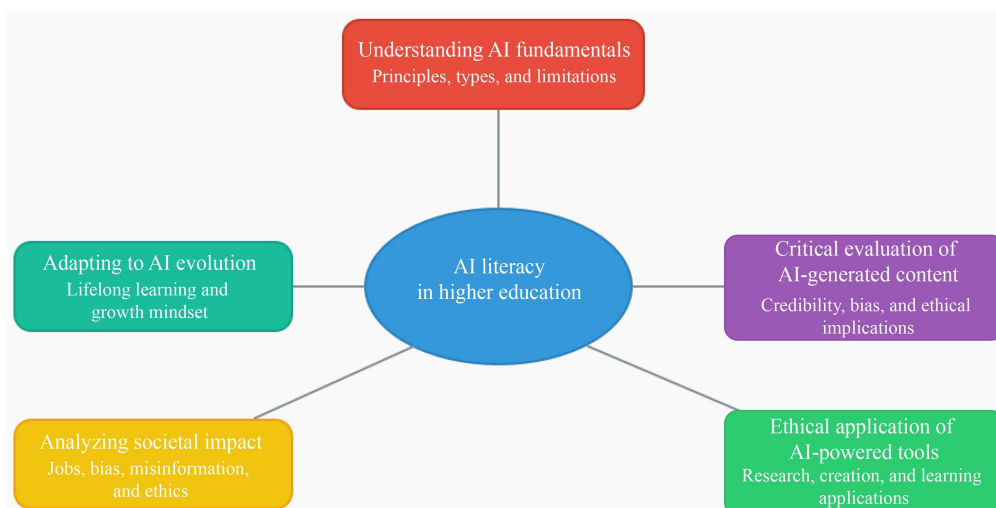 Understanding AI fundamentals
Principles, types, and limitations
Adapting to AI evolution
Lifelong learning and
growth mindset
AI literacy
in higher education
Critical evaluation of
AI-generated content
Credibility, bias, and ethical
implications
Analyzing societal impact
Jobs, bias, misinformation,
and ethics
Ethical application of
AI-powered tools
Research, creation, and learning
applications